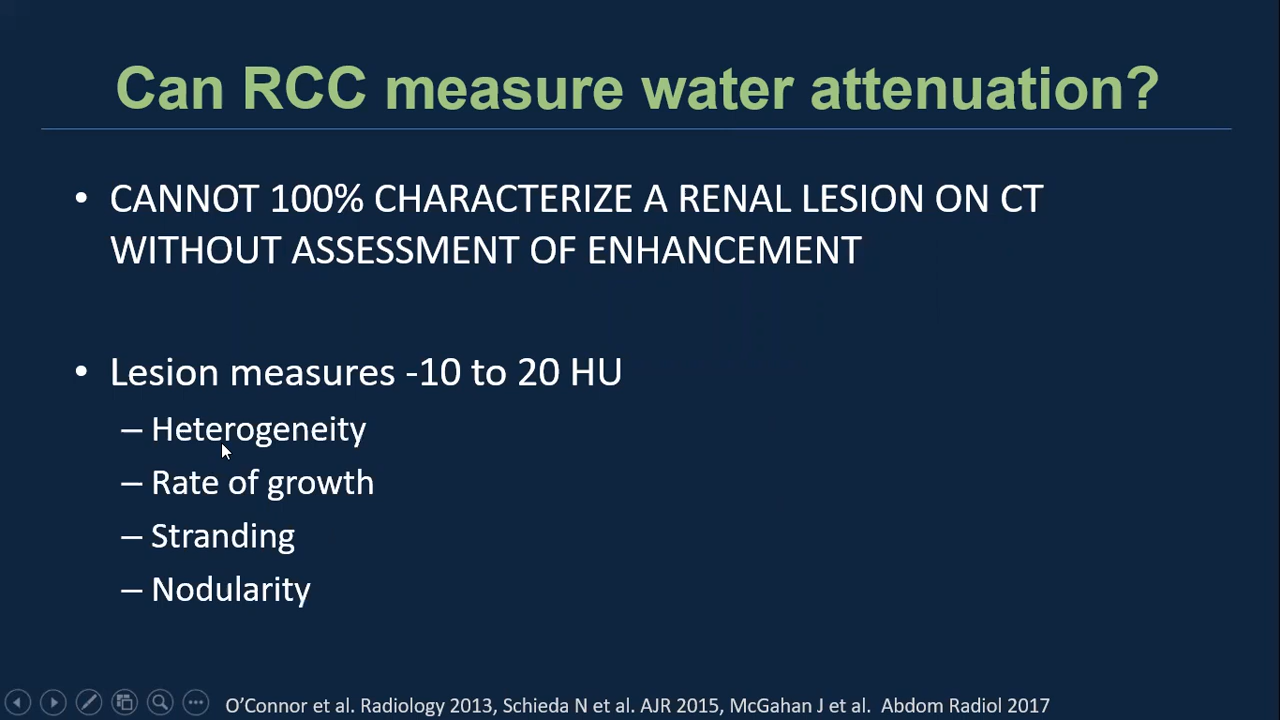 Can RCC measure water attenuation?
• CANNOT 100% CHARACTERIZE A RENAL LESION ON CT
WITHOUT ASSESSMENT OF ENHANCEMENT
• Lesion measures -10 to 20 HU
– Heterogeneity
– Rate of growth
– Stranding
– Nodularity
O'Connor et al. Radiology 2013, Schieda N et al. AJR 2015, McGahan J et al.  Abdom Radiol 2017